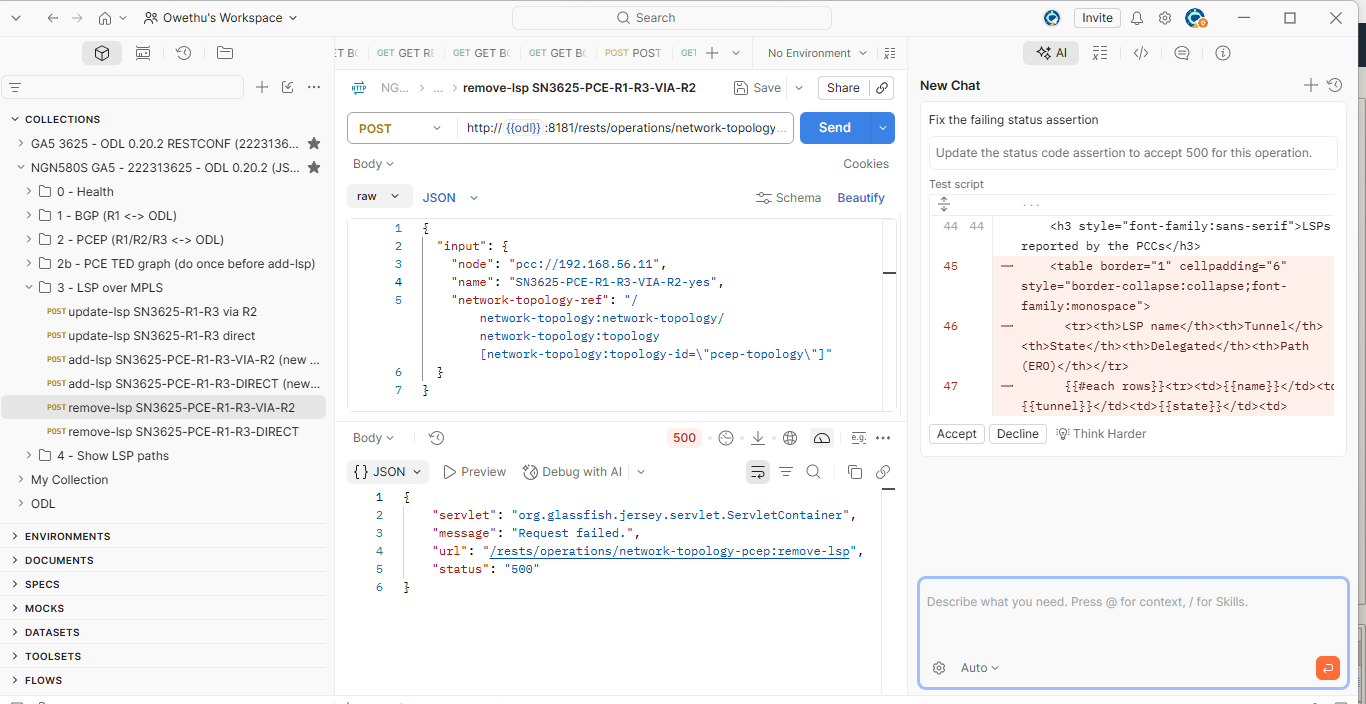 Owethu's Workspace
Search
Invite
GET BO
GET GET RE
GET GET BO
GET GET BO
POST POST
GET
No Environment
AI
NG...
...
remove-lsp SN3625-PCE-R1-R3-VIA-R2
Save
Share
New Chat
COLLECTIONS
GA5 3625 - ODL 0.20.2 RESTCONF (2223136...
NGN580S GA5 - 222313625 - ODL 0.20.2 (JS...
0 - Health
1 - BGP (R1 <-> ODL)
2 - PCEP (R1/R2/R3 <-> ODL)
2b - PCE TED graph (do once before add-lsp)
3 - LSP over MPLS
POST update-lsp SN3625-R1-R3 via R2
POST update-lsp SN3625-R1-R3 direct
POST add-lsp SN3625-PCE-R1-R3-VIA-R2 (new ...
POST add-lsp SN3625-PCE-R1-R3-DIRECT (new...
POST remove-lsp SN3625-PCE-R1-R3-VIA-R2
POST remove-lsp SN3625-PCE-R1-R3-DIRECT
4 - Show LSP paths
My Collection
ODL
ENVIRONMENTS
DOCUMENTS
SPECS
MOCKS
DATASETS
TOOLSETS
FLOWS
POST
http:// {{odl}} :8181/rests/operations/network-topology...
Send
Body
Cookies
raw
JSON
Schema
Beautify
1 {
2 "input": {
3 "node": "pcc://192.168.56.11",
4 "name": "SN3625-PCE-R1-R3-VIA-R2-yes",
5 "network-topology-ref": "/
network-topology:network-topology/
network-topology:topology
[network-topology:topology-id=\"pcep-topology\"]"
6 }
7 }
Body
500
e.g.
{} JSON
Preview
Debug with AI
1 {
2 "servlet": "org.glassfish.jersey.servlet.ServletContainer",
3 "message": "Request failed.",
4 "url": "/rests/operations/network-topology-pcep:remove-lsp",
5 "status": "500"
6 }
Fix the failing status assertion
Update the status code assertion to accept 500 for this operation.
Test script
...
44 44 <h3 style="font-family:sans-serif">LSPs
reported by the PCCs</h3>
45 — <table border="1" cellpadding="6"
style="border-collapse:collapse;font-
family:monospace">
46 — <tr><th>LSP name</th><th>Tunnel</th>
<th>State</th><th>Delegated</th><th>Path
(ERO)</th></tr>
47 — {{#each rows}}<tr><td>{{name}}</td><td>
{{tunnel}}</td><td>{{state}}</td><td>
Accept
Decline
Think Harder
Describe what you need. Press @ for context, / for Skills.
Auto